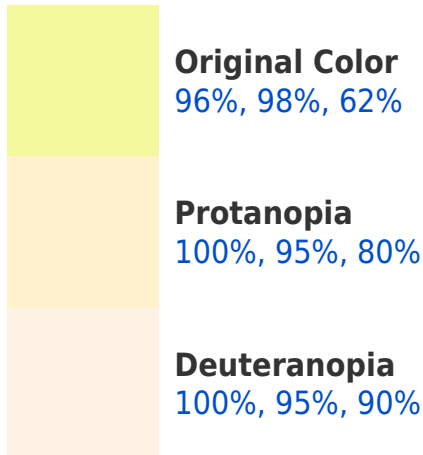 Original Color
96%, 98%, 62%
Protanopia
100%, 95%, 80%
Deuteranopia
100%, 95%, 90%